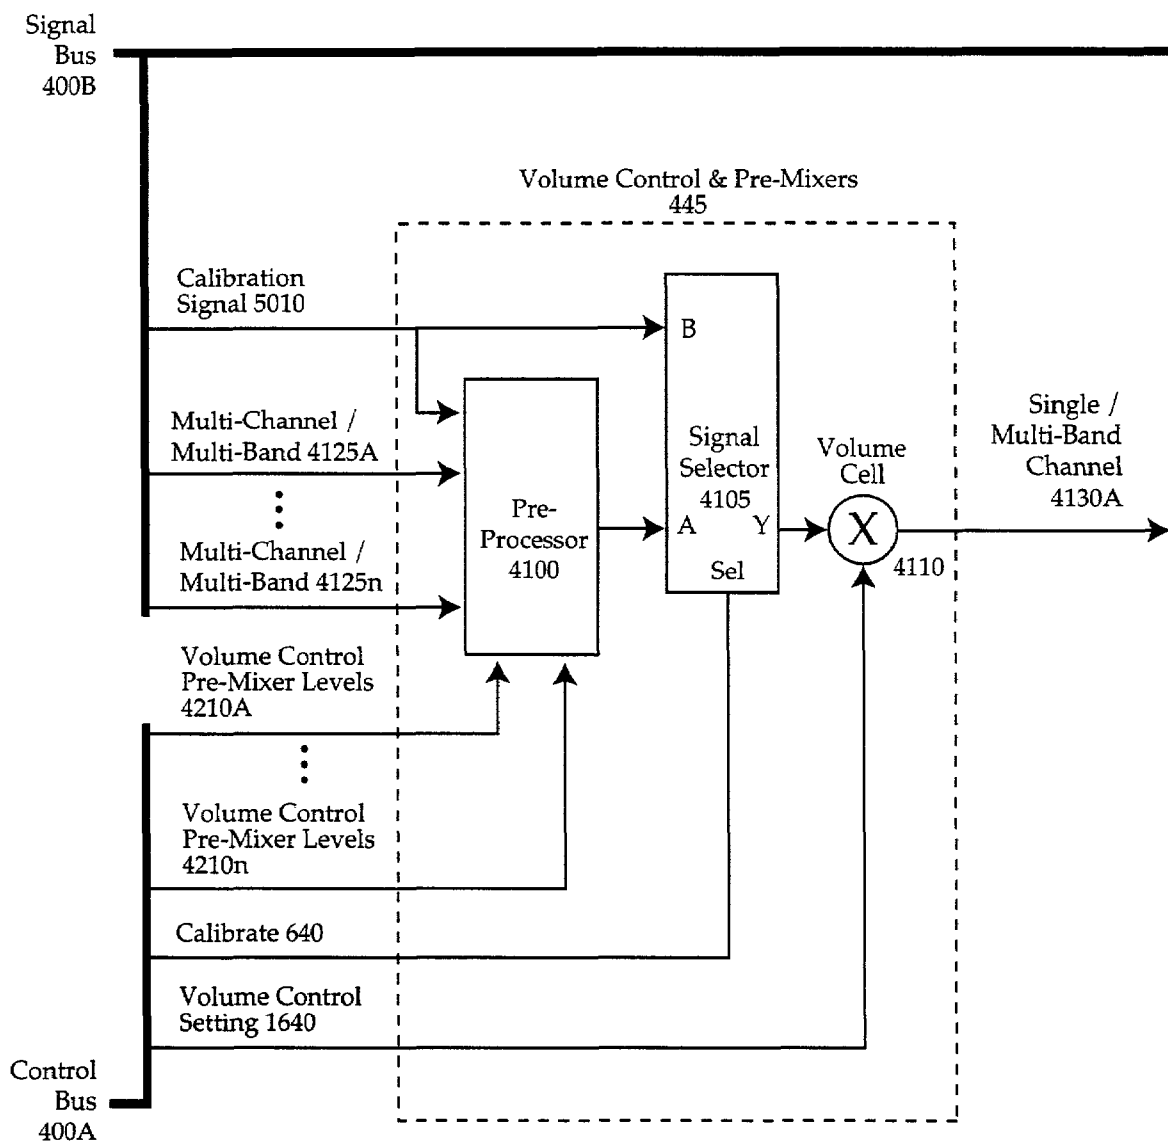 Signal
Bus
400B
Volume Control & Pre-Mixers
445
Calibration
Signal 5010
B
Multi-Channel /
Multi-Band 4125A
Signal
Selector
4105
Volume
Cell
Single /
Multi-Band
Channel
4130A
Pre-
Processor
4100
A
Y
X
Multi-Channel /
Multi-Band 4125n
Sel
4110
Volume Control
Pre-Mixer Levels
4210A
Volume Control
Pre-Mixer Levels
4210n
Calibrate 640
Volume Control
Setting 1640
Control
Bus
400A